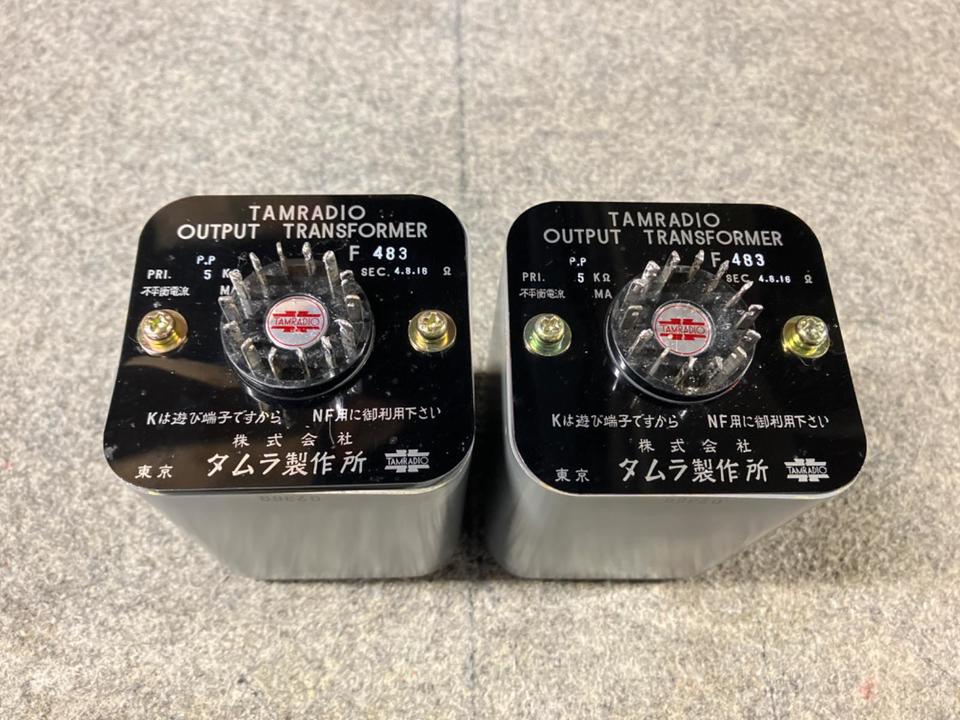 TAMRADIO
OUTPUT TRANSFORMER
F 483
P.P
PRI. 5 KΩ
SEC. 4.8.16 Ω
不平衡電流 MA
TAMRADIO
Kは遊び端子ですから NF用に御利用下さい
株式会社
東京 タムラ製作所 TAMRADIO
TAMRADIO
OUTPUT TRANSFORMER
F 483
P.P
PRI. 5 KΩ
SEC. 4.8.16 Ω
不平衡電流 MA
TAMRADIO
Kは遊び端子ですから NF用に御利用下さい
株式会社
東京 タムラ製作所 TAMRADIO